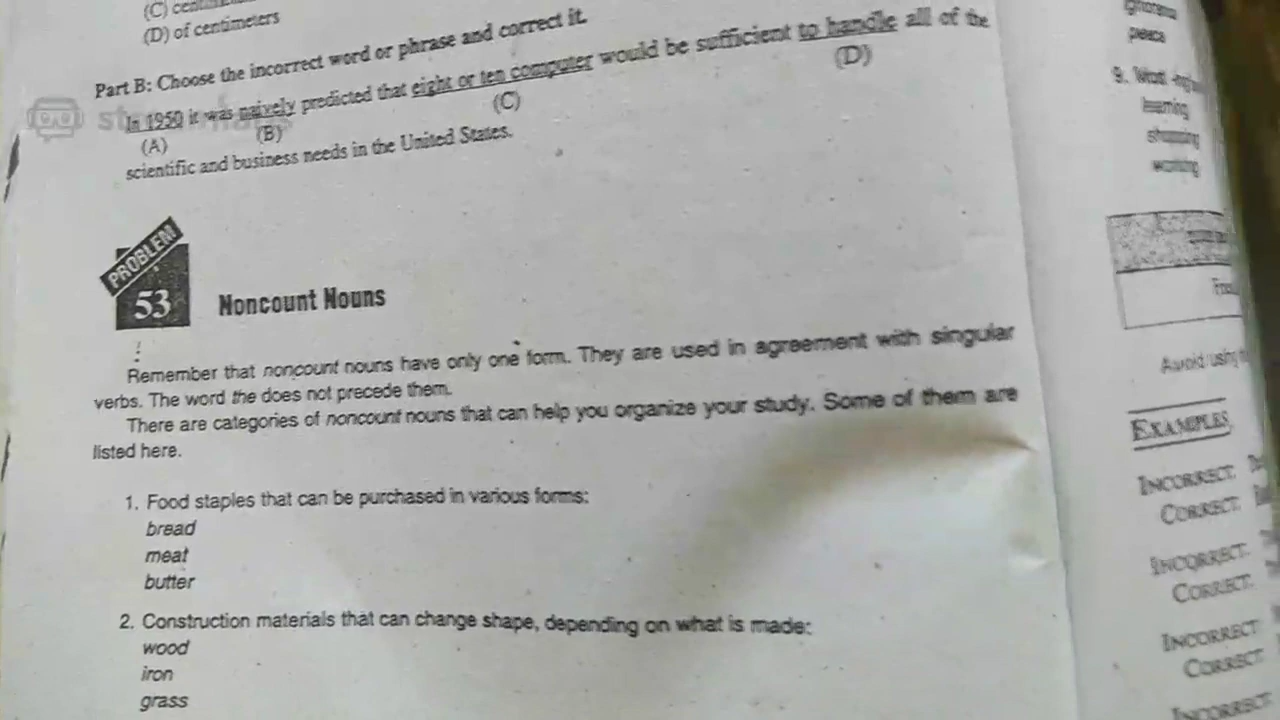 (D) of centimeters
Part B: Choose the incorrect word or phrase and correct it.
In 1950 it was naively predicted that eight or ten computer would be sufficient to handle all of the
(A) (B) (C) (D)
scientific and business needs in the United States.
PROBLEM
53
Noncount Nouns
Remember that noncount nouns have only one form. They are used in agreement with singular
verbs. The word the does not precede them.
There are categories of noncount nouns that can help you organize your study. Some of them are
listed here.
1. Food staples that can be purchased in various forms:
bread
meat
butter
2. Construction materials that can change shape, depending on what is made:
wood
iron
grass
peace
9.
learning
working
Avoid using
EXAMPLES
INCORRECT:
CORRECT:
INCORRECT:
CORRECT:
INCORRECT:
CORRECT:
INCORRECT: